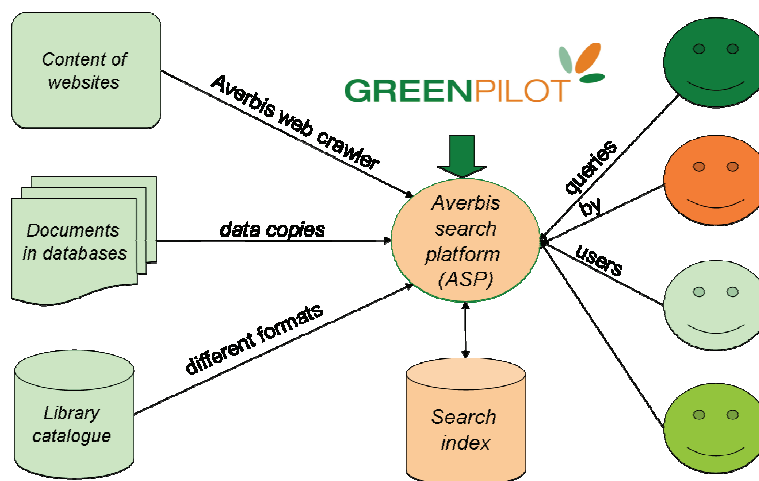 Content of
websites
Averbis web crawler
GREENPILOT
queries
by
users
Documents
in databases
data copies
Averbis
search
platform
(ASP)
different formats
Library
catalogue
Search
index